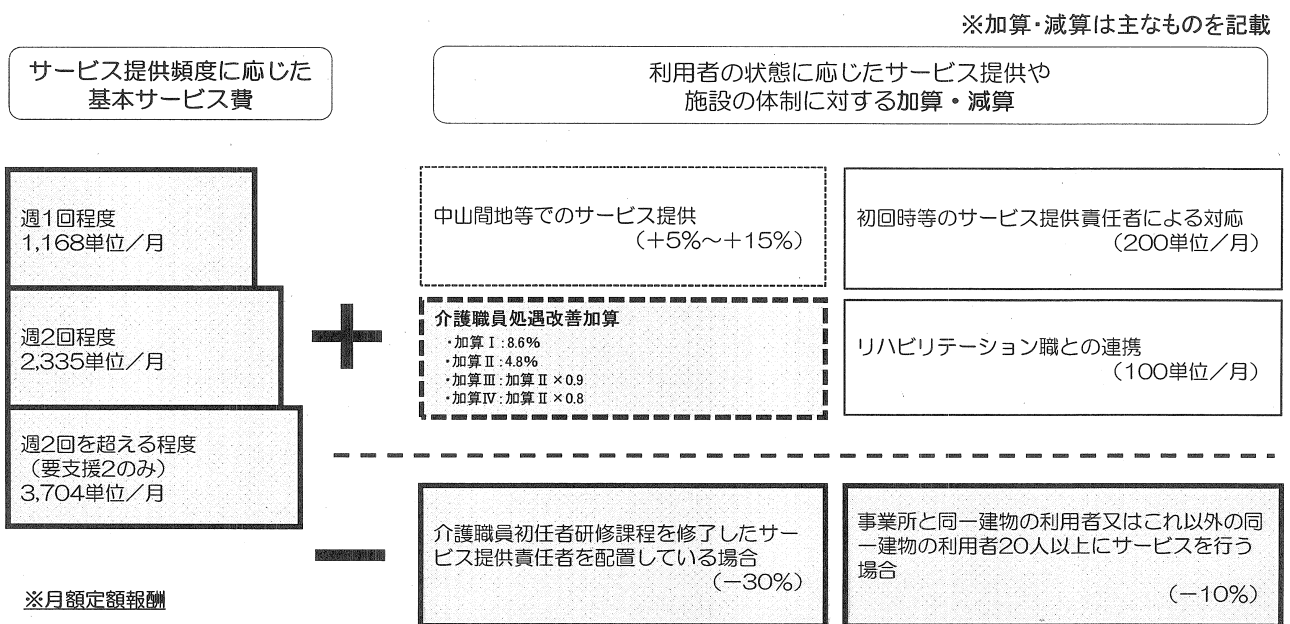 ※加算・減算は主なものを記載
サービス提供頻度に応じた
基本サービス費
利用者の状態に応じたサービス提供や
施設の体制に対する加算・減算
週1回程度
1,168単位／月
週2回程度
2,335単位／月
週2回を超える程度
（要支援2のみ）
3,704単位／月
※月額定額報酬
＋
中山間地等でのサービス提供
（＋5%～＋15%）
初回時等のサービス提供責任者による対応
（200単位／月）
介護職員処遇改善加算
・加算Ⅰ：8.6%
・加算Ⅱ：4.8%
・加算Ⅲ：加算Ⅱ×0.9
・加算Ⅳ：加算Ⅱ×0.8
リハビリテーション職との連携
（100単位／月）
－
介護職員初任者研修課程を修了したサー
ビス提供責任者を配置している場合
（－30%）
事業所と同一建物の利用者又はこれ以外の同
一建物の利用者20人以上にサービスを行う
場合
（－10%）